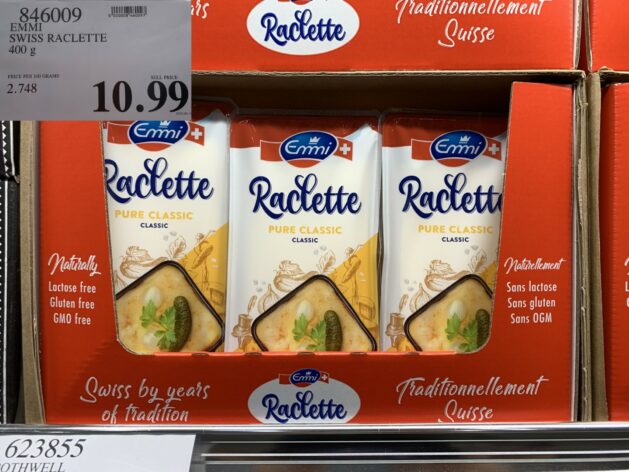 846009
EMMI
SWISS RACLETTE
400 g
PRICE PER 100 GRAMS
SELL PRICE
2.748
10.99
Raclette
Traditionnellement
Suisse
Emmi
Raclette
PURE CLASSIC
CLASSIC
Emmi
Raclette
PURE CLASSIC
CLASSIC
Emmi
Raclette
PURE CLASSIC
CLASSIC
Naturally
Lactose free
Gluten free
GMO free
Naturellement
Sans lactose
Sans gluten
Sans OGM
Swiss by years
of tradition
Emmi
Raclette
Traditionnellement
Suisse
623855